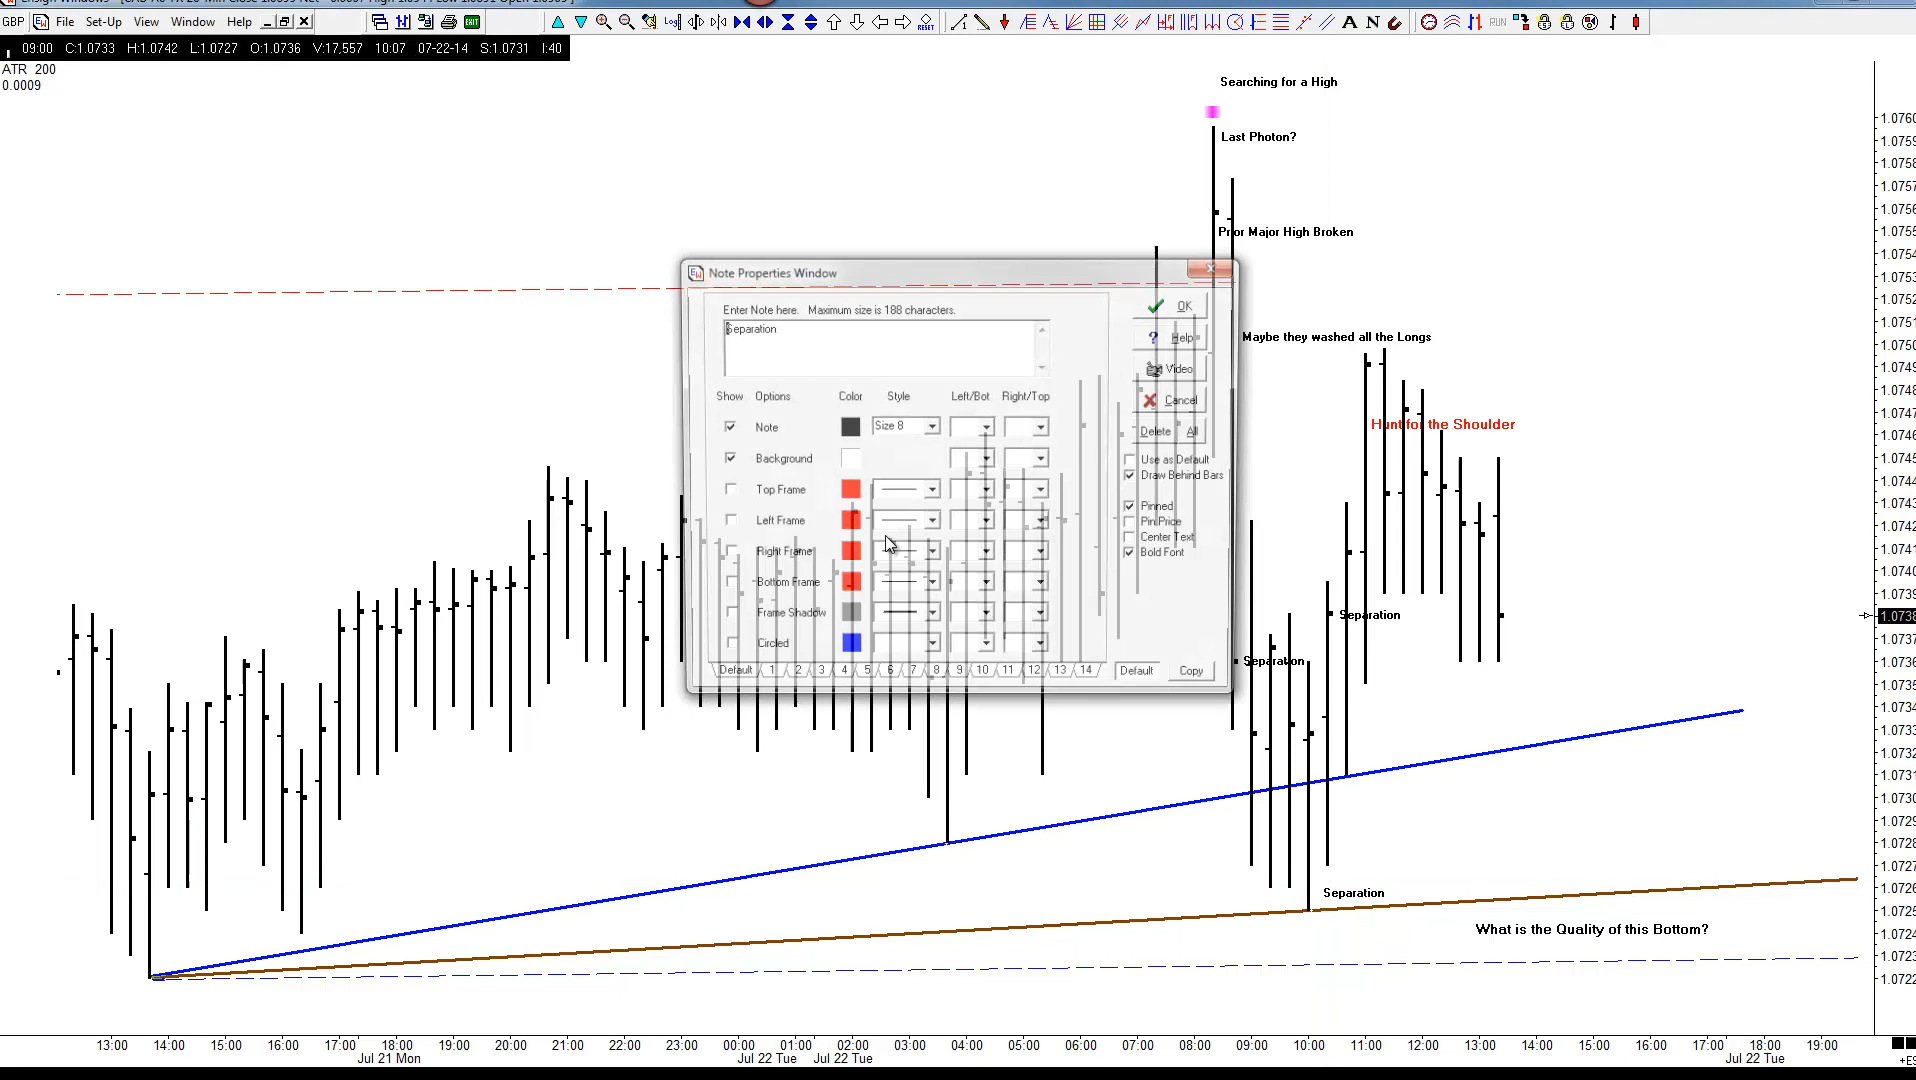 GBP File Set-Up View Window Help
Log RESET EXIT A N RUN
09:00 C:1.0733 H:1.0742 L:1.0727 O:1.0736 V:17,557 10:07 07-22-14 S:1.0731 I:40
ATR 200
0.0009
Searching for a High
Last Photon?
Prior Major High Broken
Maybe they washed all the Longs
Hunt for the Shoulder
Separation
Separation
Separation
What is the Quality of this Bottom?
Note Properties Window
Enter Note here. Maximum size is 188 characters.
Separation
Show Options Color Style Left/Bot Right/Top
Note Size 8
Background
Top Frame
Left Frame
Right Frame
Bottom Frame
Frame Shadow
Circled
Default 1 2 3 4 5 6 7 8 9 10 11 12 13 14
OK
Help
Video
Cancel
Delete All
Use as Default
Draw Behind Bars
Pinned
Pin Price
Center Text
Bold Font
Default Copy
1.0760
1.0759
1.0758
1.0757
1.0756
1.0755
1.0754
1.0753
1.0752
1.0751
1.0750
1.0749
1.0748
1.0747
1.0746
1.0745
1.0744
1.0743
1.0742
1.0741
1.0740
1.0739
1.0738
1.0737
1.0736
1.0735
1.0734
1.0733
1.0732
1.0731
1.0730
1.0729
1.0728
1.0727
1.0726
1.0725
1.0724
1.0723
1.0722
13:00 14:00 15:00 16:00 17:00 18:00 19:00 20:00 21:00 22:00 23:00 00:00 01:00 02:00 03:00 04:00 05:00 06:00 07:00 08:00 09:00 10:00 11:00 12:00 13:00 14:00 15:00 16:00 17:00 18:00 19:00
Jul 21 Mon Jul 22 Tue Jul 22 Tue Jul 22 Tue